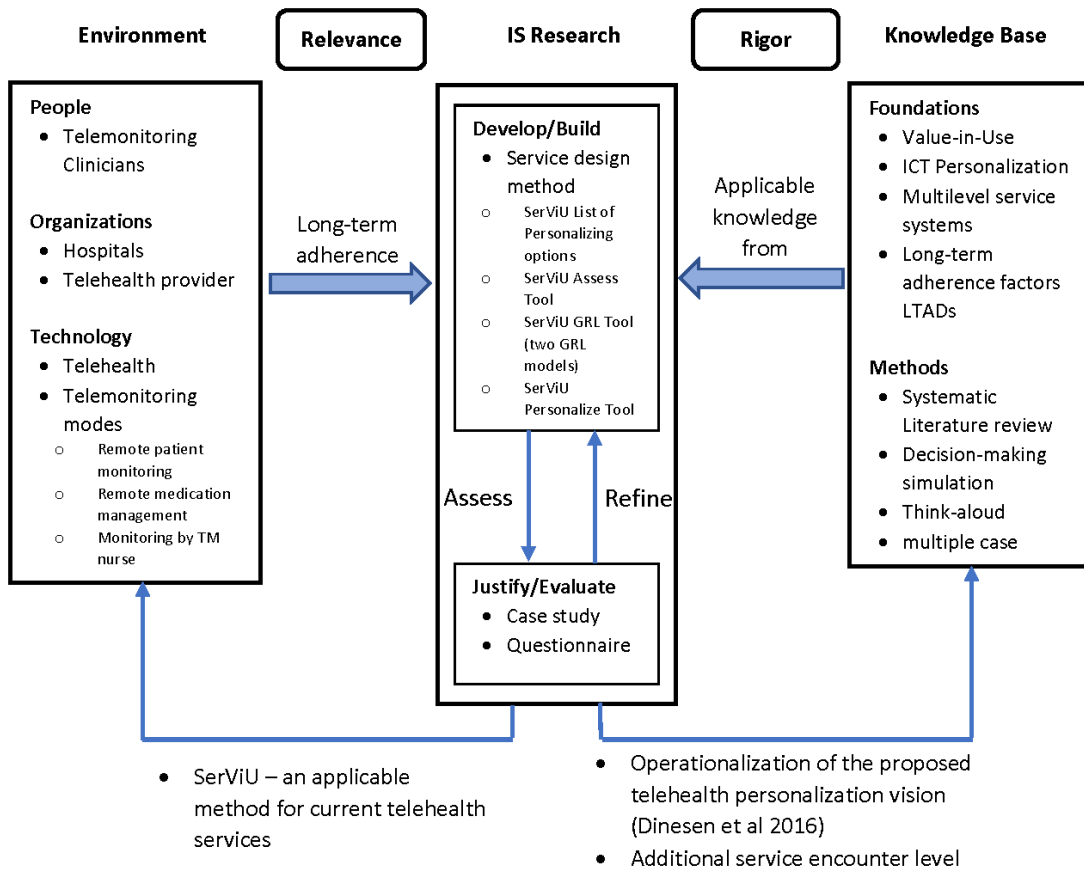 Environment
Relevance
IS Research
Rigor
Knowledge Base
People
● Telemonitoring
Clinicians
Organizations
● Hospitals
● Telehealth provider
Technology
● Telehealth
● Telemonitoring
modes
○ Remote patient
monitoring
○ Remote medication
management
○ Monitoring by TM
nurse
Long-term
adherence
Develop/Build
● Service design
method
○ SerViU List of
Personalizing
options
○ SerViU Assess
Tool
○ SerViU GRL Tool
(two GRL
models)
○ SerViU
Personalize Tool
Assess
Refine
Justify/Evaluate
● Case study
● Questionnaire
Applicable
knowledge
from
Foundations
● Value-in-Use
● ICT Personalization
● Multilevel service
systems
● Long-term
adherence factors
LTADs
Methods
● Systematic
Literature review
● Decision-making
simulation
● Think-aloud
● multiple case
● SerViU – an applicable
method for current telehealth
services
● Operationalization of the proposed
telehealth personalization vision
(Dinesen et al 2016)
● Additional service encounter level